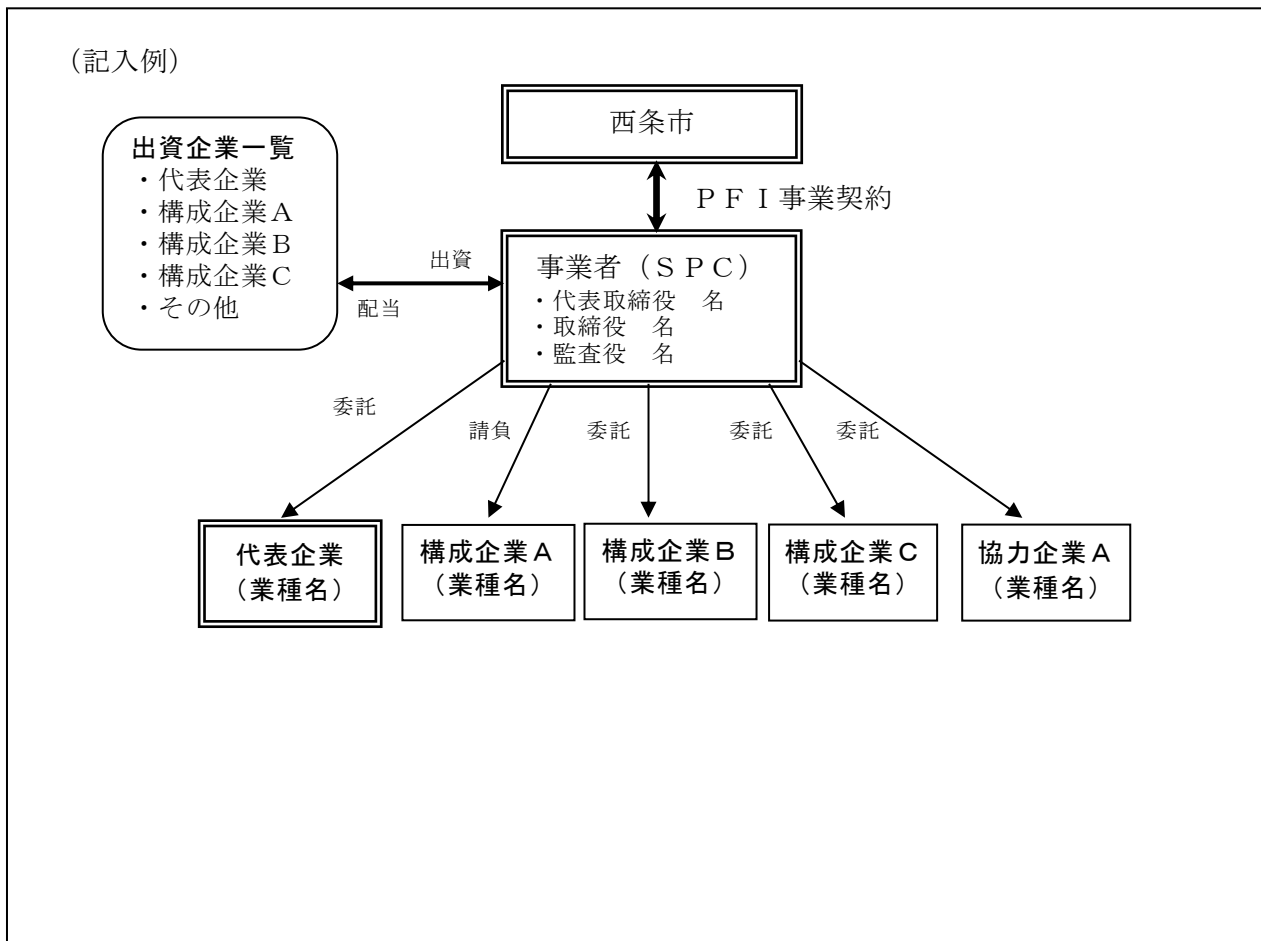 （記入例）
西条市
ＰＦＩ事業契約
出資企業一覧
・代表企業
・構成企業Ａ
・構成企業Ｂ
・構成企業Ｃ
・その他
出資
配当
事業者（ＳＰＣ）
・代表取締役　名
・取締役　名
・監査役　名
委託
請負
委託
委託
委託
代表企業
（業種名）
構成企業Ａ
（業種名）
構成企業Ｂ
（業種名）
構成企業Ｃ
（業種名）
協力企業Ａ
（業種名）